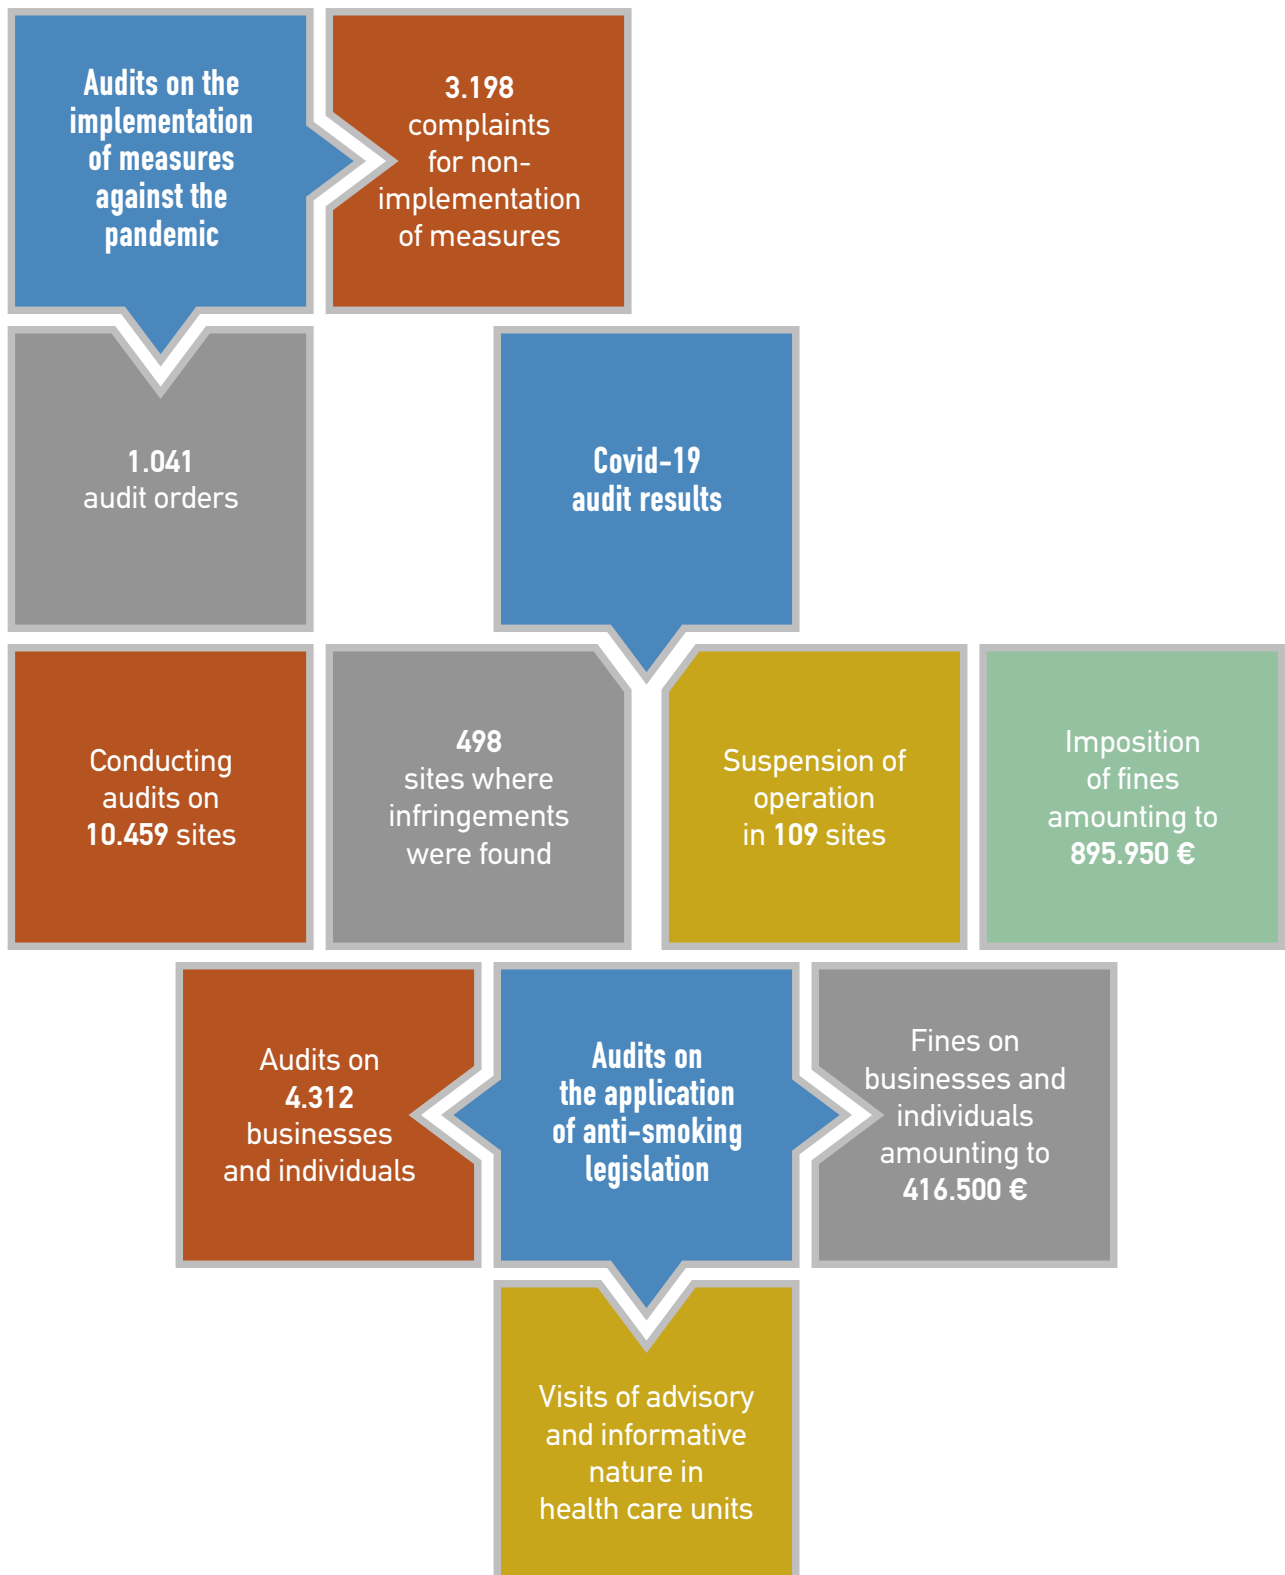 Audits on the
implementation
of measures
against the
pandemic
3.198
complaints
for non-
implementation
of measures
1.041
audit orders
Covid-19
audit results
Conducting
audits on
10.459 sites
498
sites where
infringements
were found
Suspension of
operation
in 109 sites
Imposition
of fines
amounting to
895.950 €
Audits on
4.312
businesses
and individuals
Audits on
the application
of anti-smoking
legislation
Fines on
businesses and
individuals
amounting to
416.500 €
Visits of advisory
and informative
nature in
health care units